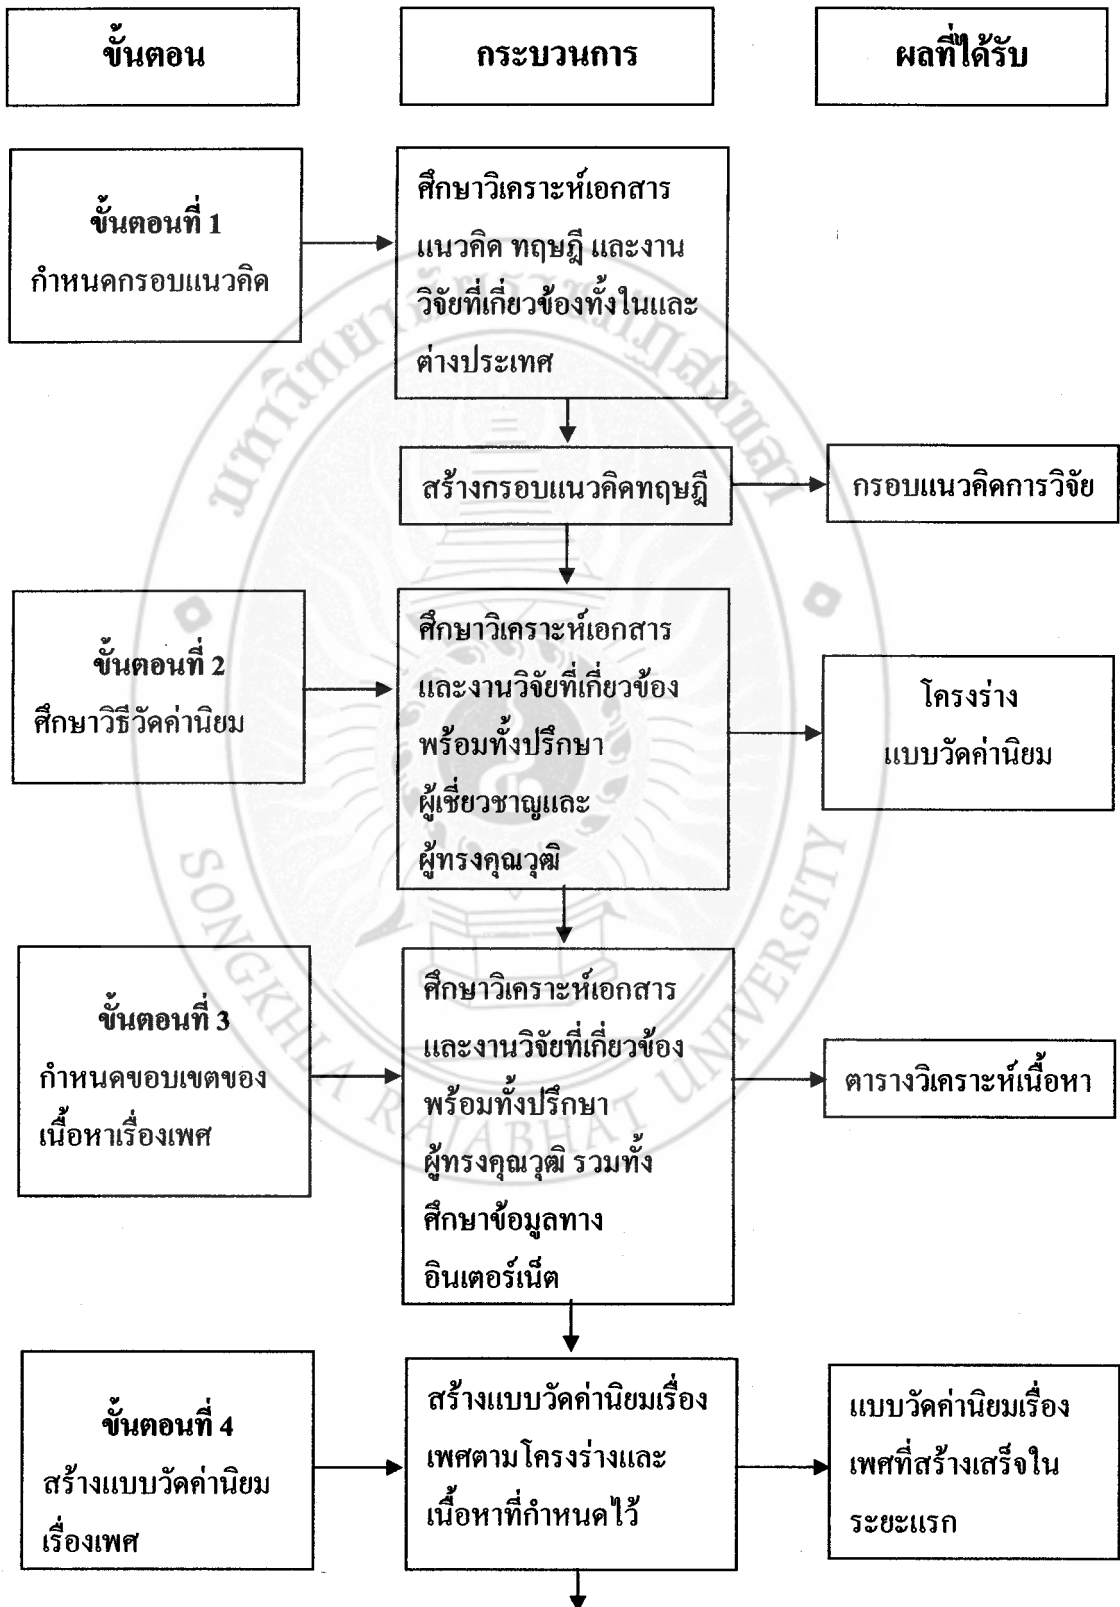 ขั้นตอน
กระบวนการ
ผลที่ได้รับ
ขั้นตอนที่ 1
กำหนดกรอบแนวคิด
ศึกษาวิเคราะห์เอกสาร
แนวคิด ทฤษฎี และงาน
วิจัยที่เกี่ยวข้องทั้งในและ
ต่างประเทศ
สร้างกรอบแนวคิดทฤษฎี
กรอบแนวคิดการวิจัย
ขั้นตอนที่ 2
ศึกษาวิธีวัดค่านิยม
ศึกษาวิเคราะห์เอกสาร
และงานวิจัยที่เกี่ยวข้อง
พร้อมทั้งปรึกษา
ผู้เชี่ยวชาญและ
ผู้ทรงคุณวุฒิ
โครงร่าง
แบบวัดค่านิยม
ขั้นตอนที่ 3
กำหนดขอบเขตของ
เนื้อหาเรื่องเพศ
ศึกษาวิเคราะห์เอกสาร
และงานวิจัยที่เกี่ยวข้อง
พร้อมทั้งปรึกษา
ผู้ทรงคุณวุฒิ รวมทั้ง
ศึกษาข้อมูลทาง
อินเตอร์เน็ต
ตารางวิเคราะห์เนื้อหา
ขั้นตอนที่ 4
สร้างแบบวัดค่านิยม
เรื่องเพศ
สร้างแบบวัดค่านิยมเรื่อง
เพศตามโครงร่างและ
เนื้อหาที่กำหนดไว้
แบบวัดค่านิยมเรื่อง
เพศที่สร้างเสร็จใน
ระยะแรก
มหาวิทยาลัยราชภัฏสงขลา
SONGKHLA RAJABHAT UNIVERSITY